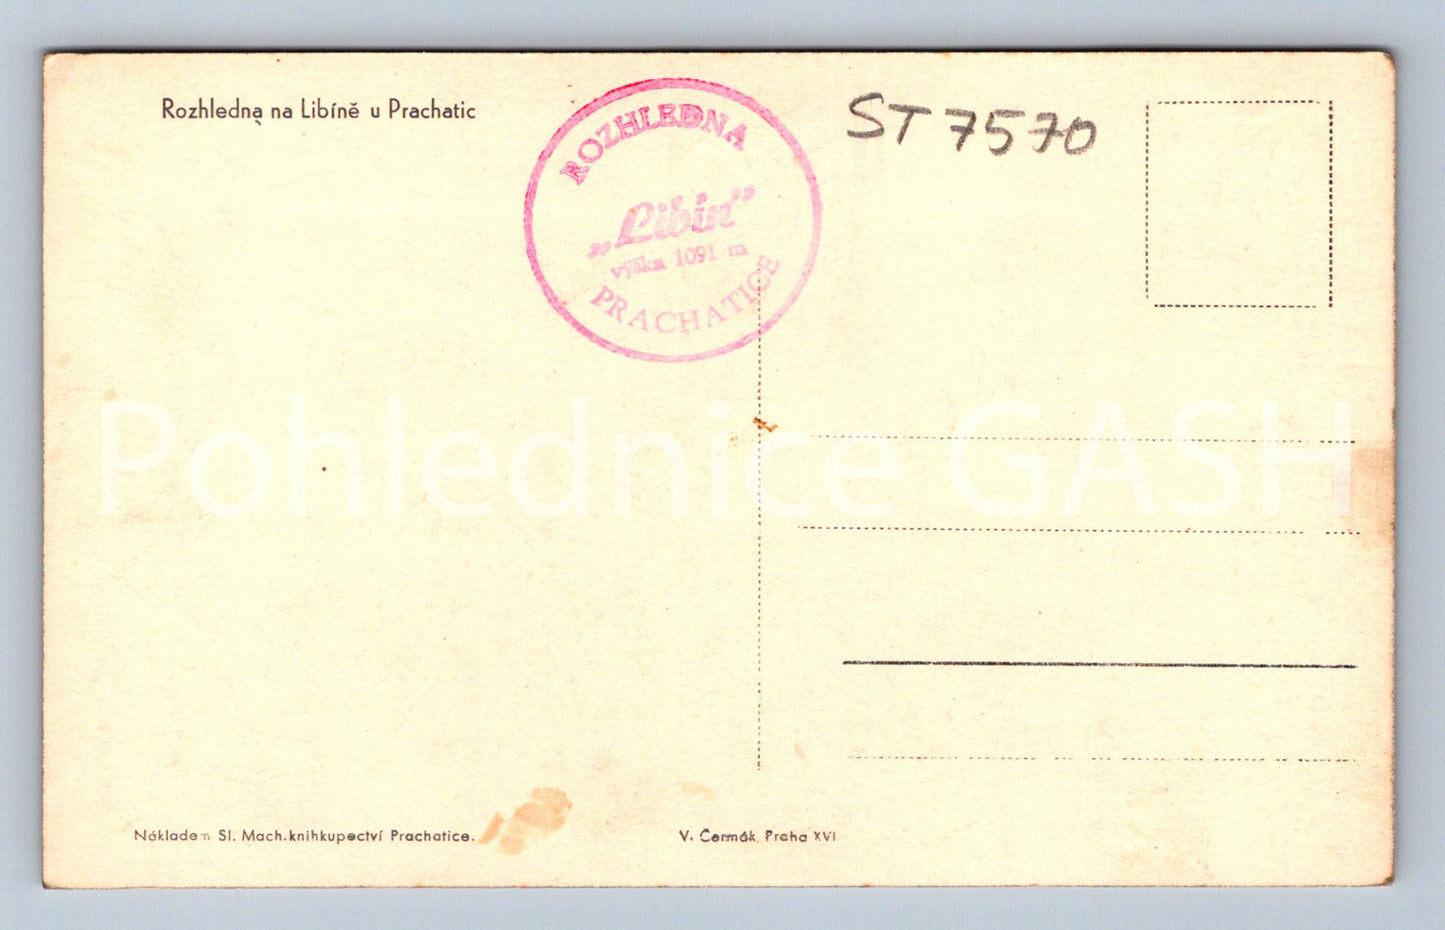 Rozhledna na Libíně u Prachatic
ROZHLEDNA
„Libín”
výška 1091 m
PRACHATICE
ST 7570
Pohlednice GASH
Nákladem Sl. Mach.knihkupectví Prachatice.
V. Čermák, Praha XVI